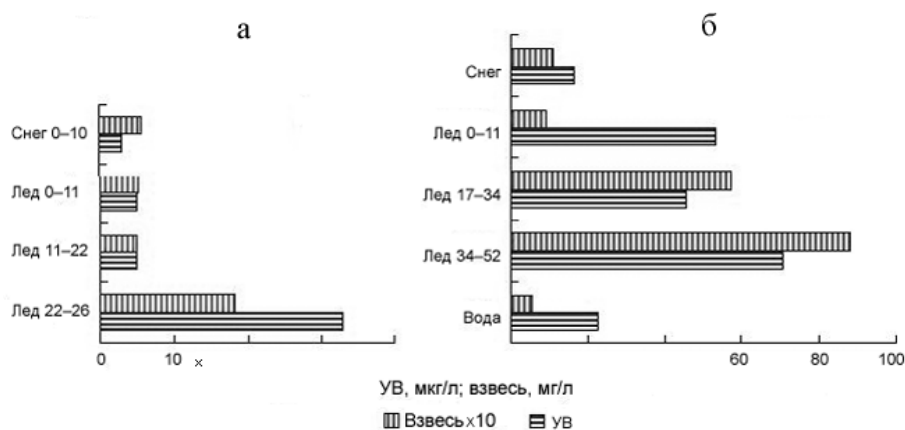 а
Снег 0–10
Лед 0–11
Лед 11–22
Лед 22–26
0 10 x
б
Снег
Лед 0–11
Лед 17–34
Лед 34–52
Вода
60 80 100
УВ, мкг/л; взвесь, мг/л
Взвесь x10 УВ